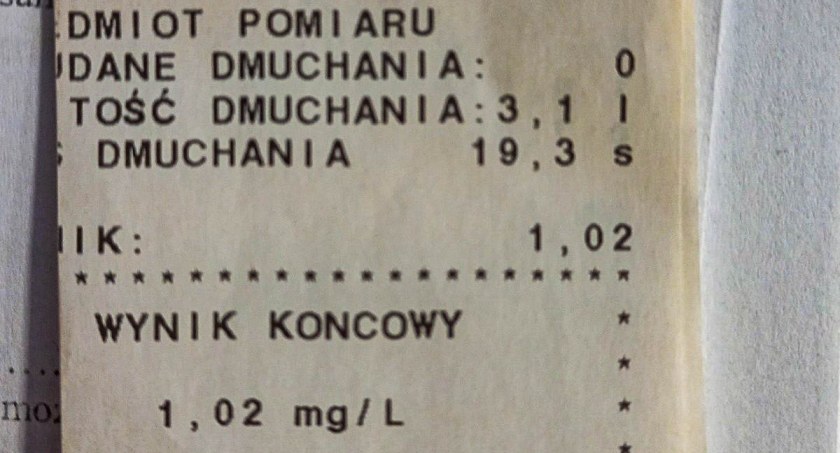 DMIOT POMIARU
DANE DMUCHANIA: 0
TOŚĆ DMUCHANIA:3,1 l
DMUCHANIA 19,3 s
IK: 1,02
* * * * * * * * * * * * * * * * * * * *
WYNIK KONCOWY *
*
1,02 mg/L *
*